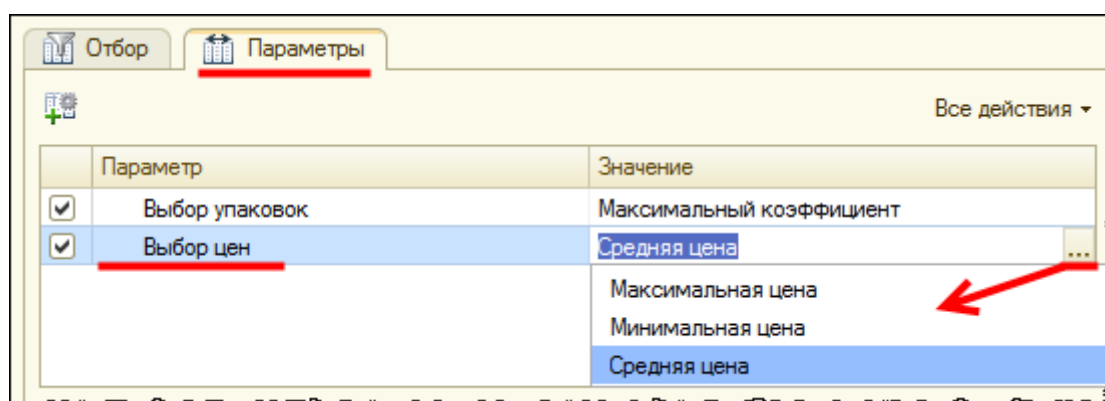 Отбор Параметры
Все действия
Параметр Значение
Выбор упаковок Максимальный коэффициент
Выбор цен Средняя цена ...
Максимальная цена
Минимальная цена
Средняя цена